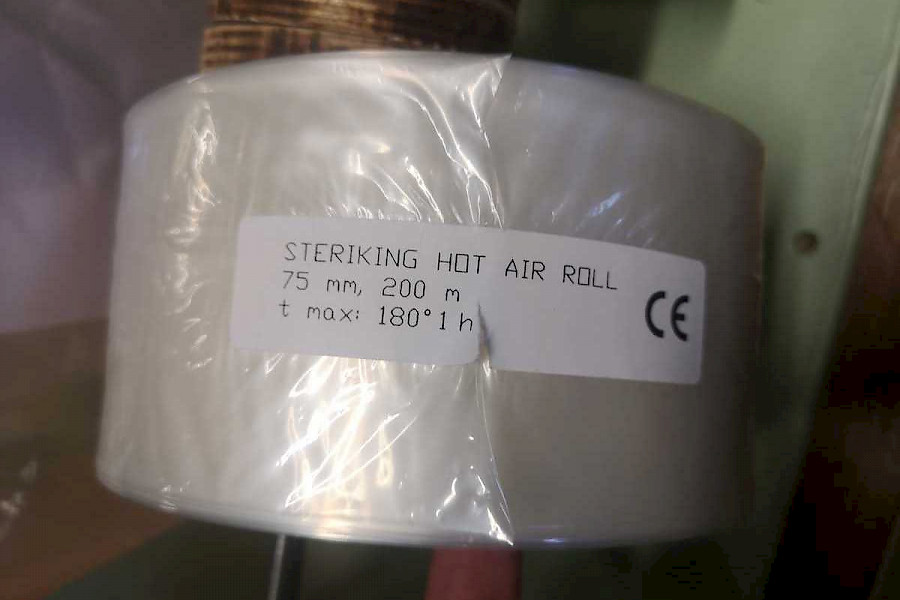 STERIKING HOT AIR ROLL
75 mm, 200 m
t max: 180° 1 h
CE